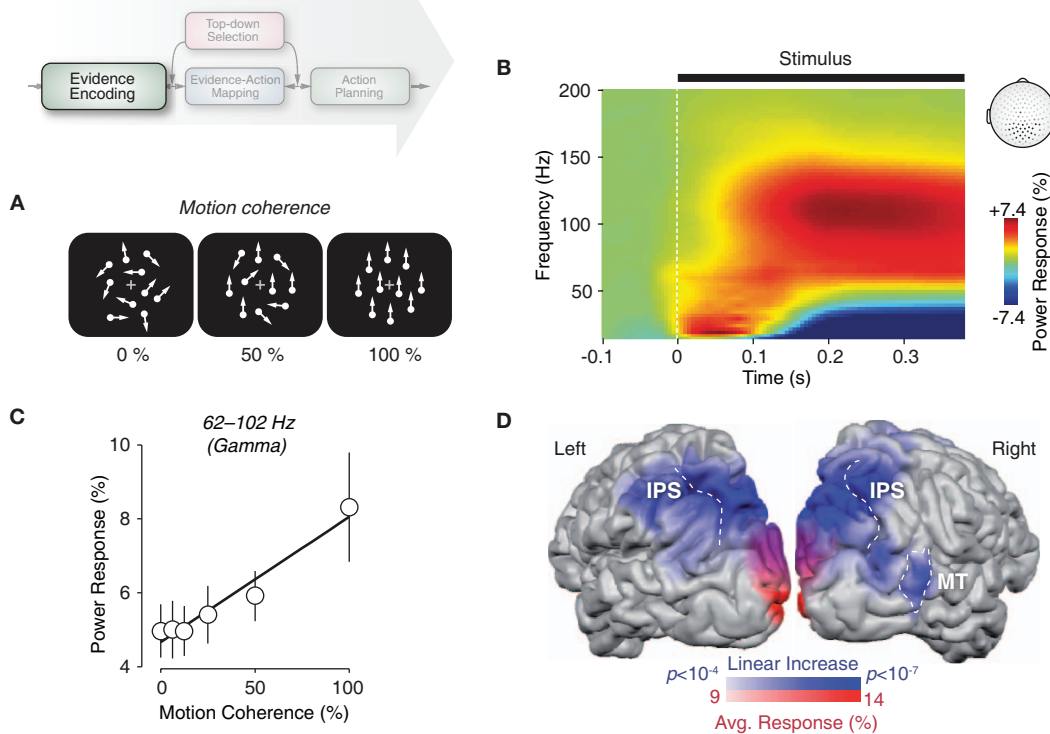 Top-down
Selection
Evidence
Encoding
Evidence-Action
Mapping
Action
Planning
A
Motion coherence
0 %
50 %
100 %
B
Stimulus
200
150
100
50
Frequency (Hz)
-0.1
0
0.1
0.2
0.3
Time (s)
+7.4
-7.4
Power Response (%)
C
62–102 Hz
(Gamma)
10
8
6
4
Power Response (%)
0
50
100
Motion Coherence (%)
D
Left
Right
IPS
IPS
MT
p<10-4 Linear Increase p<10-7
9
14
Avg. Response (%)